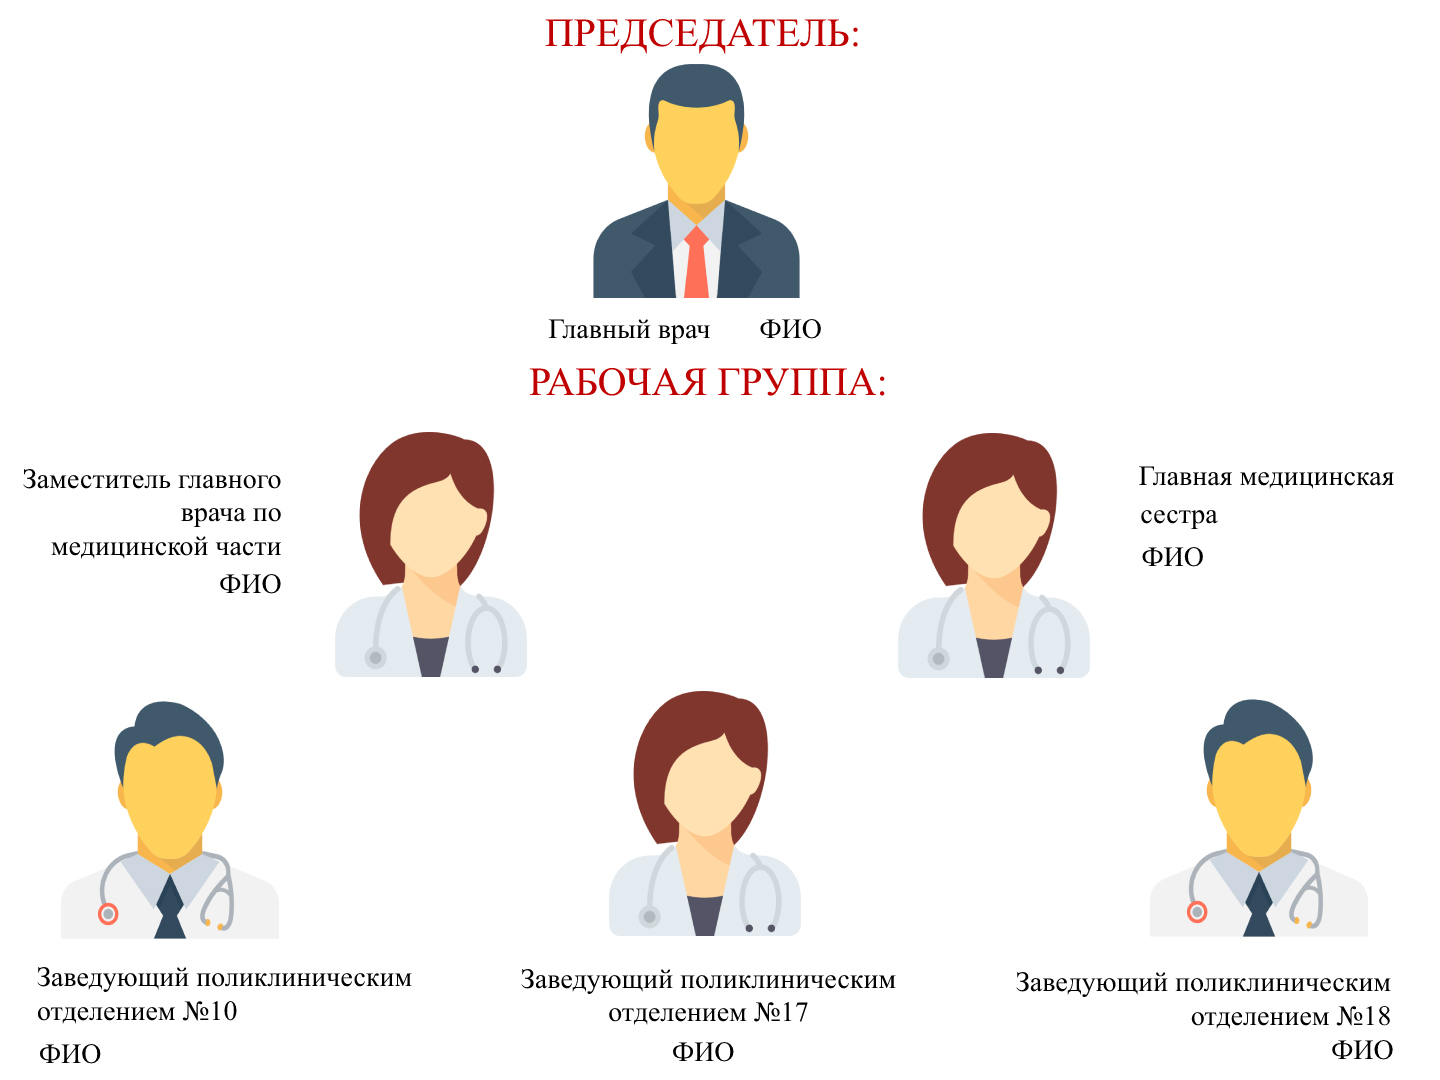 ПРЕДСЕДАТЕЛЬ:
Главный врач ФИО
РАБОЧАЯ ГРУППА:
Заместитель главного
врача по
медицинской части
ФИО
Главная медицинская
сестра
ФИО
Заведующий поликлиническим
отделением №10
ФИО
Заведующий поликлиническим
отделением №17
ФИО
Заведующий поликлиническим
отделением №18
ФИО